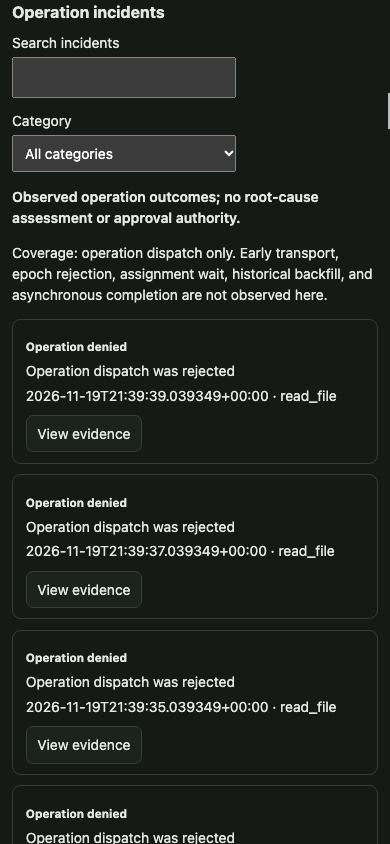 Operation incidents
Search incidents
Category
All categories
Observed operation outcomes; no root-cause
assessment or approval authority.
Coverage: operation dispatch only. Early transport,
epoch rejection, assignment wait, historical backfill, and
asynchronous completion are not observed here.
Operation denied
Operation dispatch was rejected
2026-11-19T21:39:39.039349+00:00 · read_file
View evidence
Operation denied
Operation dispatch was rejected
2026-11-19T21:39:37.039349+00:00 · read_file
View evidence
Operation denied
Operation dispatch was rejected
2026-11-19T21:39:35.039349+00:00 · read_file
View evidence
Operation denied
Operation dispatch was rejected